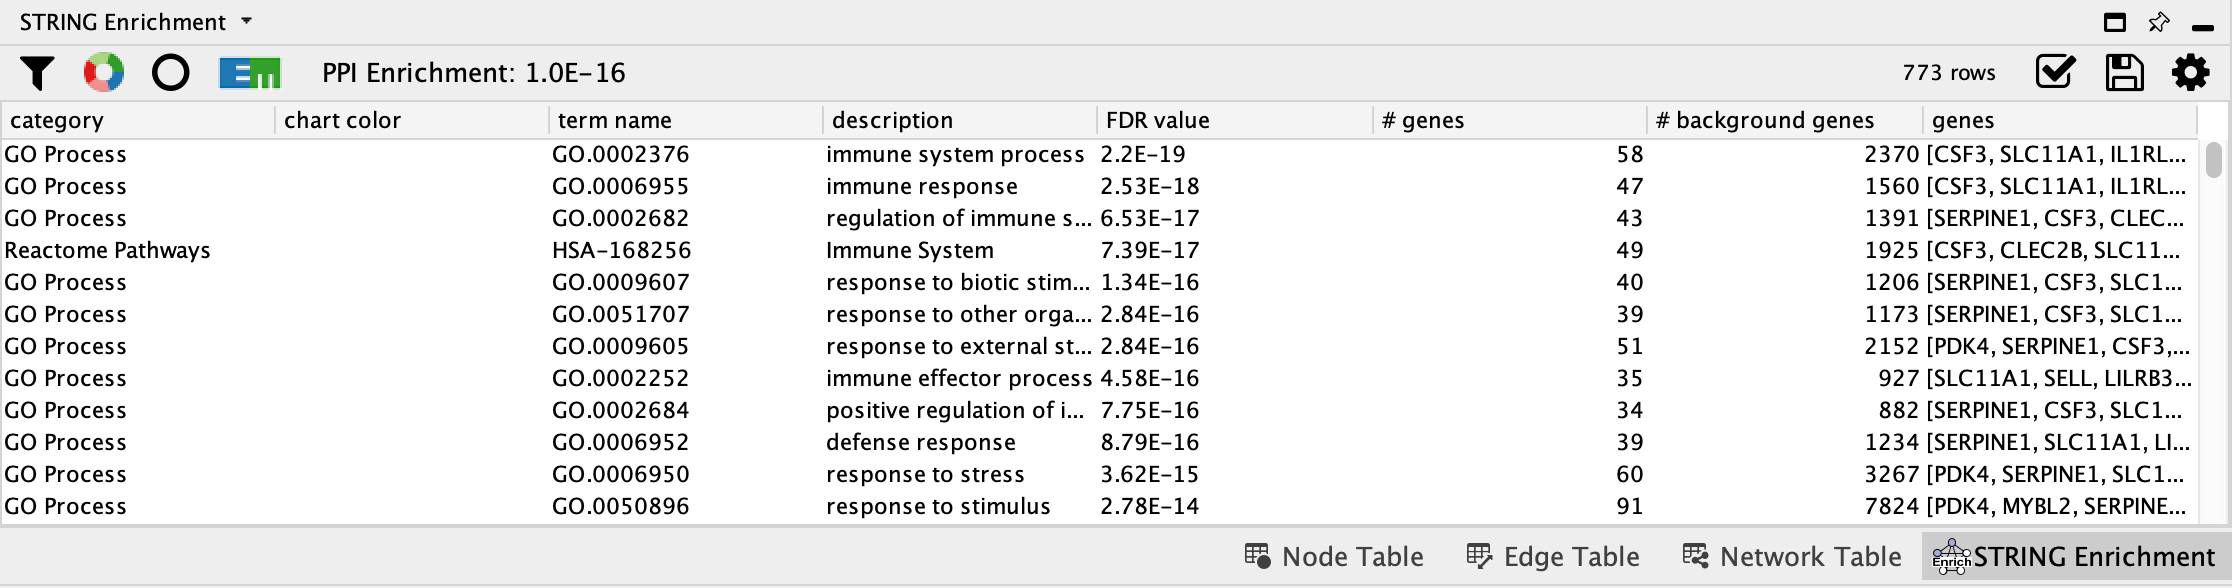 STRING Enrichment
EM PPI Enrichment: 1.0E-16 773 rows
category chart color term name description FDR value # genes # background genes genes
GO Process GO.0002376 immune system process 2.2E-19 58 2370 [CSF3, SLC11A1, IL1RL...
GO Process GO.0006955 immune response 2.53E-18 47 1560 [CSF3, SLC11A1, IL1RL...
GO Process GO.0002682 regulation of immune s... 6.53E-17 43 1391 [SERPINE1, CSF3, CLEC...
Reactome Pathways HSA-168256 Immune System 7.39E-17 49 1925 [CSF3, CLEC2B, SLC11...
GO Process GO.0009607 response to biotic stim... 1.34E-16 40 1206 [SERPINE1, CSF3, SLC1...
GO Process GO.0051707 response to other orga... 2.84E-16 39 1173 [SERPINE1, CSF3, SLC1...
GO Process GO.0009605 response to external st... 2.84E-16 51 2152 [PDK4, SERPINE1, CSF3,...
GO Process GO.0002252 immune effector process 4.58E-16 35 927 [SLC11A1, SELL, LILRB3...
GO Process GO.0002684 positive regulation of i... 7.75E-16 34 882 [SERPINE1, CSF3, SLC1...
GO Process GO.0006952 defense response 8.79E-16 39 1234 [SERPINE1, SLC11A1, LI...
GO Process GO.0006950 response to stress 3.62E-15 60 3267 [PDK4, SERPINE1, SLC1...
GO Process GO.0050896 response to stimulus 2.78E-14 91 7824 [PDK4, MYBL2, SERPINE...
Node Table Edge Table Network Table Enrich STRING Enrichment